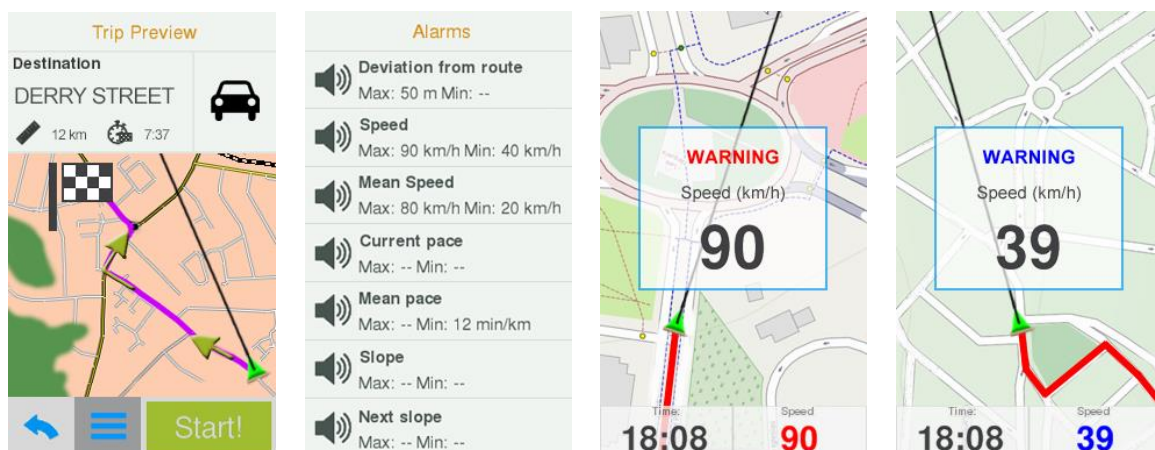 Trip Preview
Destination
DERRY STREET
12 km 7:37
Start!
Alarms
Deviation from route
Max: 50 m Min: --
Speed
Max: 90 km/h Min: 40 km/h
Mean Speed
Max: 80 km/h Min: 20 km/h
Current pace
Max: -- Min: --
Mean pace
Max: -- Min: 12 min/km
Slope
Max: -- Min: --
Next slope
Max: -- Min:
WARNING
Speed (km/h)
90
Time: Speed
18:08 90
WARNING
Speed (km/h)
39
Time: Speed
18:08 39